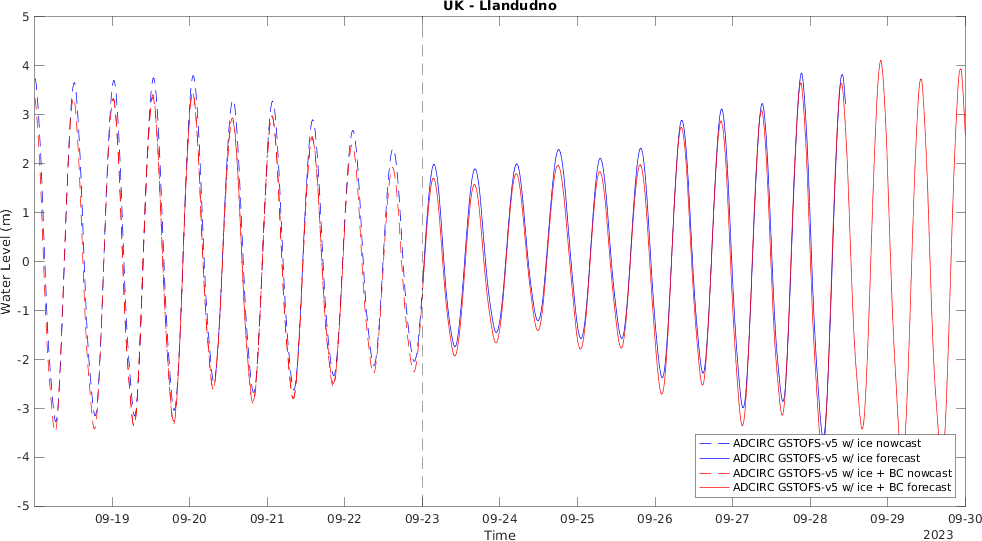 UK - Llandudno
5
4
3
2
1
0
-1
-2
-3
-4
-5
Water Level (m)
ADCIRC GSTOFS-v5 w/ ice nowcast
ADCIRC GSTOFS-v5 w/ ice forecast
ADCIRC GSTOFS-v5 w/ ice + BC nowcast
ADCIRC GSTOFS-v5 w/ ice + BC forecast
09-19 09-20 09-21 09-22 09-23 09-24 09-25 09-26 09-27 09-28 09-29 09-30
Time
2023